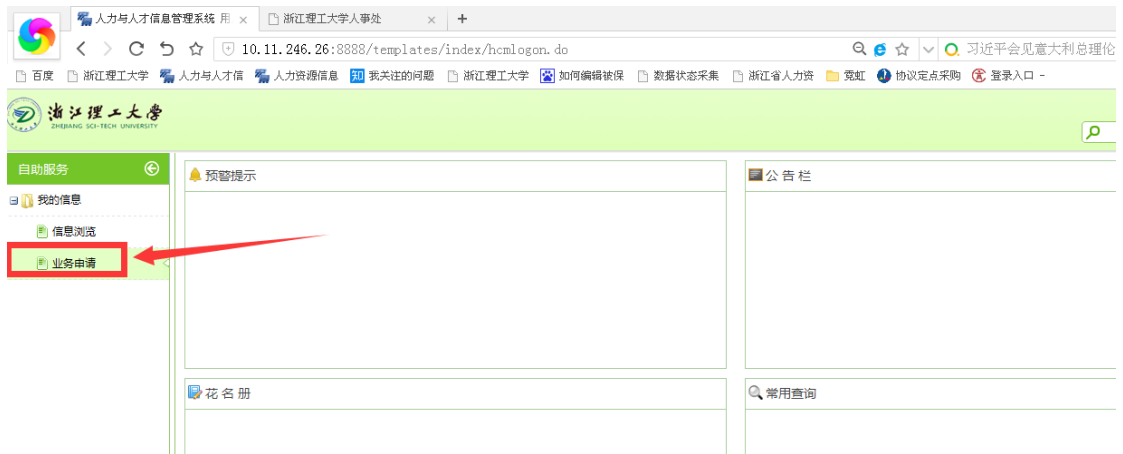 人力与人才信息管理系统 用 × 浙江理工大学人事处 × +
10.11.246.26:8888/templates/index/hcmlogon.do 习近平会见意大利总理伦
百度 浙江理工大学 人力与人才信 人力资源信息 知 我关注的问题 浙江理工大学 如何编辑被保 数据状态采集 浙江省人力资 霓虹 协议定点采购 登录入口 -
浙江理工大学
ZHEJIANG SCI-TECH UNIVERSITY
自助服务
预警提示
公告栏
我的信息
信息浏览
业务申请
花名册
常用查询